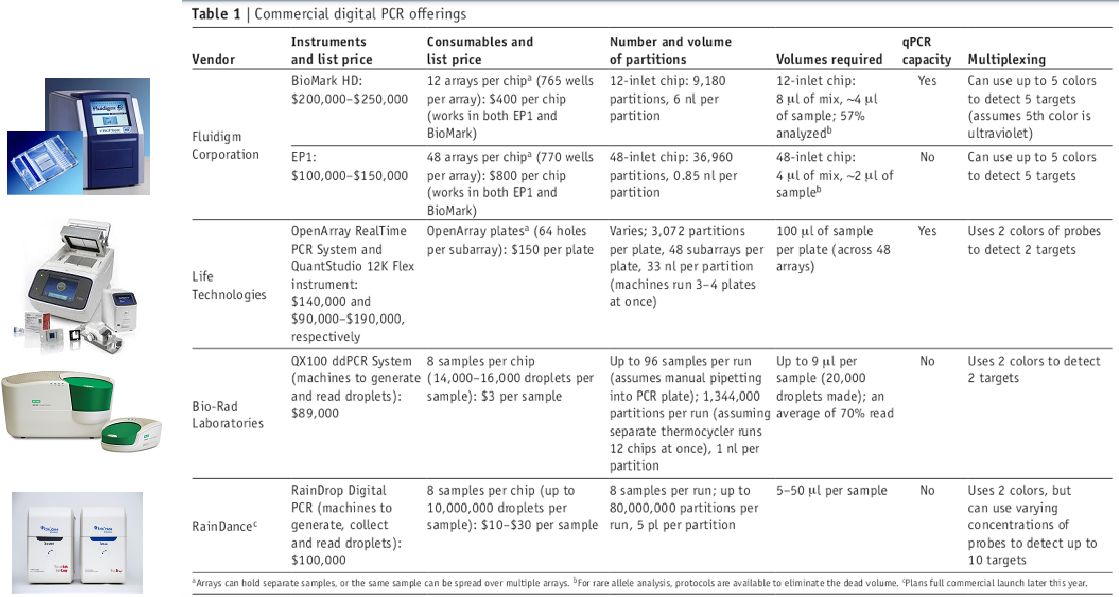 Table 1 | Commercial digital PCR offerings
Vendor
Instruments
and list price
Consumables and
list price
Number and volume
of partitions
Volumes required
qPCR
capacity
Multiplexing
Fluidigm
Corporation
BioMark HD:
$200,000–$250,000
12 arrays per chipᵃ (765 wells
per array): $400 per chip
(works in both EP1 and
BioMark)
12-inlet chip: 9,180
partitions, 6 nl per
partition
12-inlet chip:
8 µl of mix, ~4 µl
of sample; 57%
analyzedᵇ
Yes
Can use up to 5 colors
to detect 5 targets
(assumes 5th color is
ultraviolet)
EP1:
$100,000–$150,000
48 arrays per chipᵃ (770 wells
per array): $800 per chip
(works in both EP1 and
BioMark)
48-inlet chip: 36,960
partitions, 0.85 nl per
partition
48-inlet chip:
4 µl of mix, ~2 µl of
sampleᵇ
No
Can use up to 5 colors
to detect 5 targets
Life
Technologies
OpenArray RealTime
PCR System and
QuantStudio 12K Flex
instrument:
$140,000 and
$90,000–$190,000,
respectively
OpenArray platesᵃ (64 holes
per subarray): $150 per plate
Varies; 3,072 partitions
per plate, 48 subarrays per
plate, 33 nl per partition
(machines run 3–4 plates
at once)
100 µl of sample
per plate (across 48
arrays)
Yes
Uses 2 colors of probes
to detect 2 targets
Bio-Rad
Laboratories
QX100 ddPCR System
(machines to generate
and read droplets):
$89,000
8 samples per chip
(14,000–16,000 droplets per
sample): $3 per sample
Up to 96 samples per run
(assumes manual pipetting
into PCR plate); 1,344,000
partitions per run (assuming
separate thermocycler runs
12 chips at once), 1 nl per
partition
Up to 9 µl per
sample (20,000
droplets made); an
average of 70% read
No
Uses 2 colors to detect
2 targets
RainDanceᶜ
RainDrop Digital
PCR (machines to
generate, collect
and read droplets):
$100,000
8 samples per chip (up to
10,000,000 droplets per
sample): $10–$30 per sample
8 samples per run; up to
80,000,000 partitions per
run, 5 pl per partition
5–50 µl per sample
No
Uses 2 colors, but
can use varying
concentrations of
probes to detect up to
10 targets
ᵃArrays can hold separate samples, or the same sample can be spread over multiple arrays. ᵇFor rare allele analysis, protocols are available to eliminate the dead volume. ᶜPlans full commercial launch later this year.